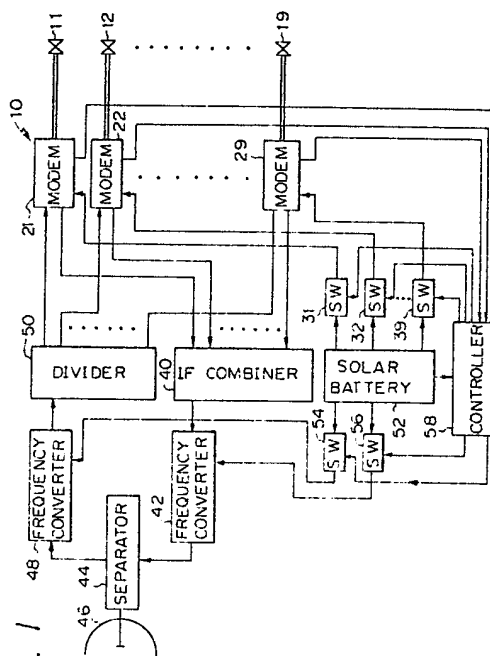 10
21
MODEM
11
22
MODEM
12
29
MODEM
19
50
DIVIDER
40
IF COMBINER
31
SW
32
SW
39
SW
SOLAR
BATTERY
52
54
SW
56
SW
58
CONTROLLER
48
FREQUENCY
CONVERTER
42
FREQUENCY
CONVERTER
44
SEPARATOR
46